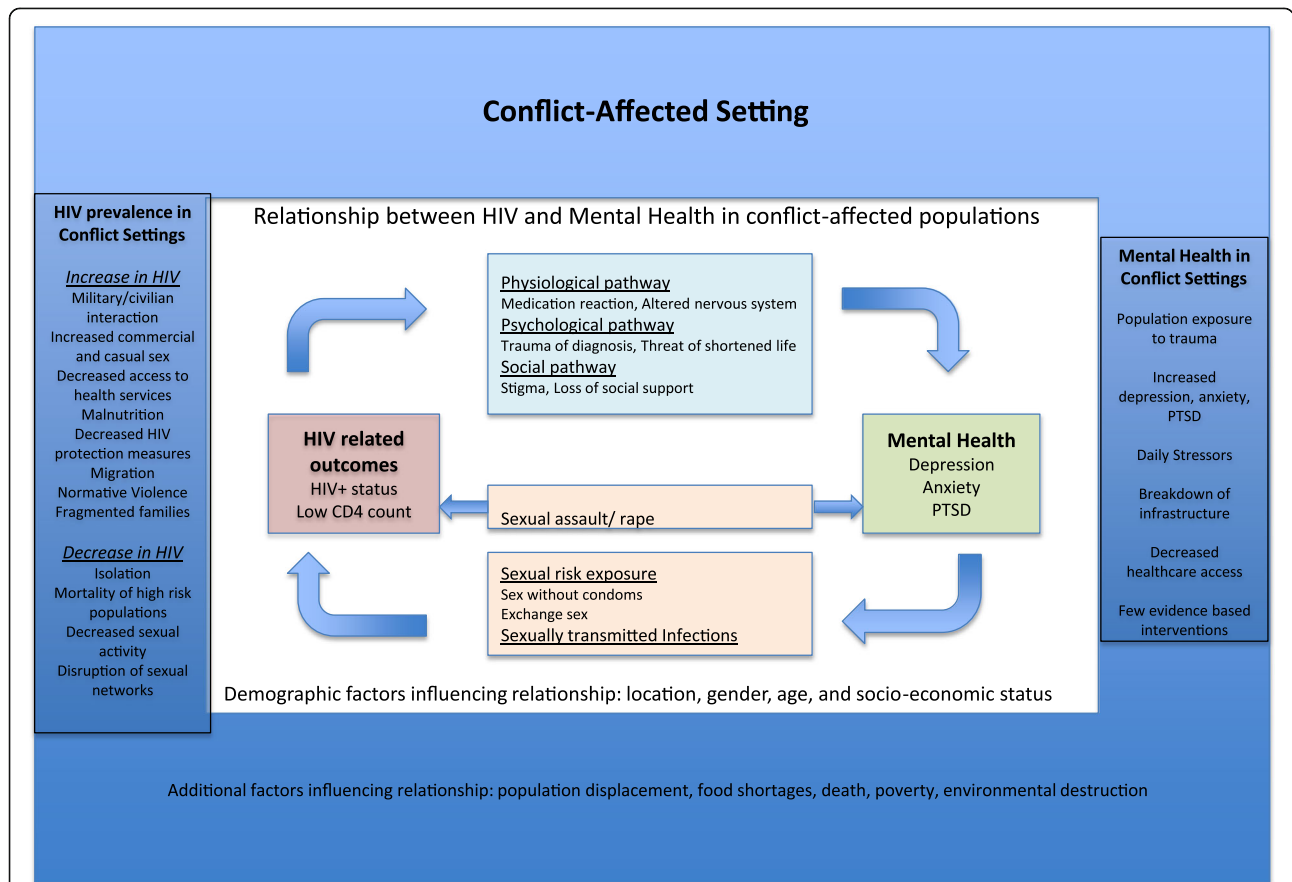 Conflict-Affected Setting
HIV prevalence in
Conflict Settings
Increase in HIV
Military/civilian
interaction
Increased commercial
and casual sex
Decreased access to
health services
Malnutrition
Decreased HIV
protection measures
Migration
Normative Violence
Fragmented families
Decrease in HIV
Isolation
Mortality of high risk
populations
Decreased sexual
activity
Disruption of sexual
networks
Relationship between HIV and Mental Health in conflict-affected populations
Physiological pathway
Medication reaction, Altered nervous system
Psychological pathway
Trauma of diagnosis, Threat of shortened life
Social pathway
Stigma, Loss of social support
HIV related
outcomes
HIV+ status
Low CD4 count
Sexual assault/ rape
Mental Health
Depression
Anxiety
PTSD
Sexual risk exposure
Sex without condoms
Exchange sex
Sexually transmitted Infections
Demographic factors influencing relationship: location, gender, age, and socio-economic status
Mental Health in
Conflict Settings
Population exposure
to trauma
Increased
depression, anxiety,
PTSD
Daily Stressors
Breakdown of
infrastructure
Decreased
healthcare access
Few evidence based
interventions
Additional factors influencing relationship: population displacement, food shortages, death, poverty, environmental destruction